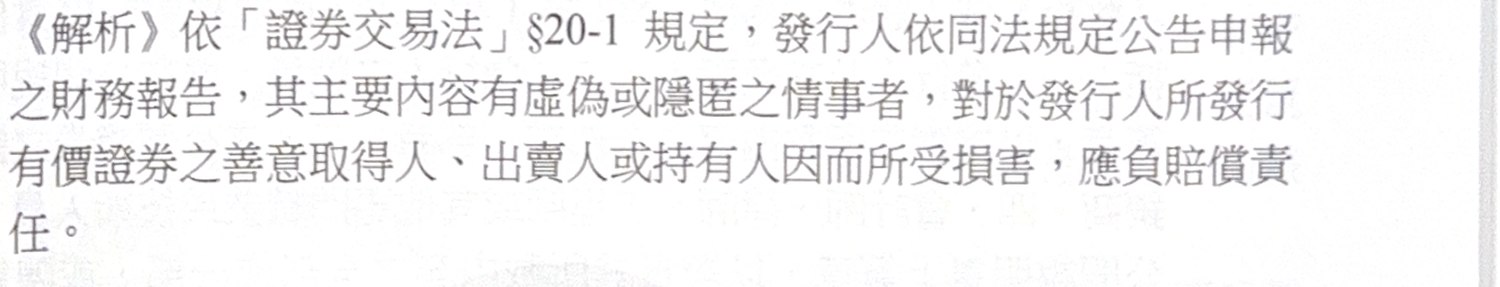 《解析》依「證券交易法」§20-1 規定，發行人依同法規定公告申報
之財務報告，其主要內容有虛偽或隱匿之情事者，對於發行人所發行
有價證券之善意取得人、出賣人或持有人因而所受損害，應負賠償責
任。